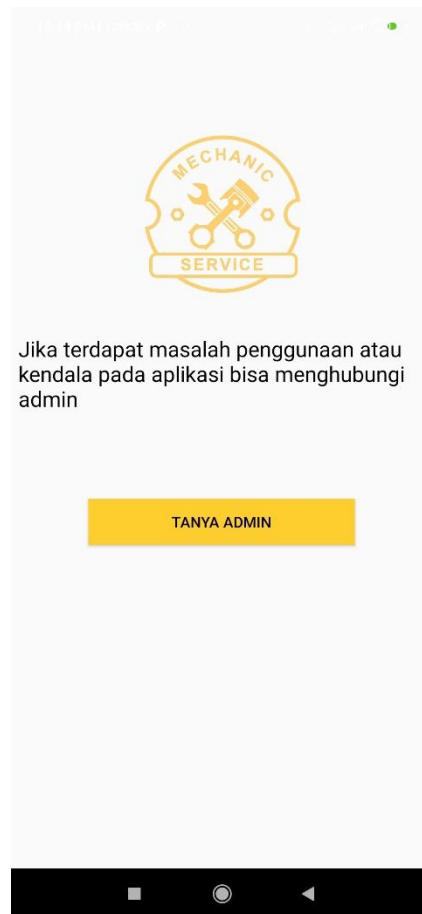 MECHANIC
SERVICE
Jika terdapat masalah penggunaan atau
kendala pada aplikasi bisa menghubungi
admin
TANYA ADMIN